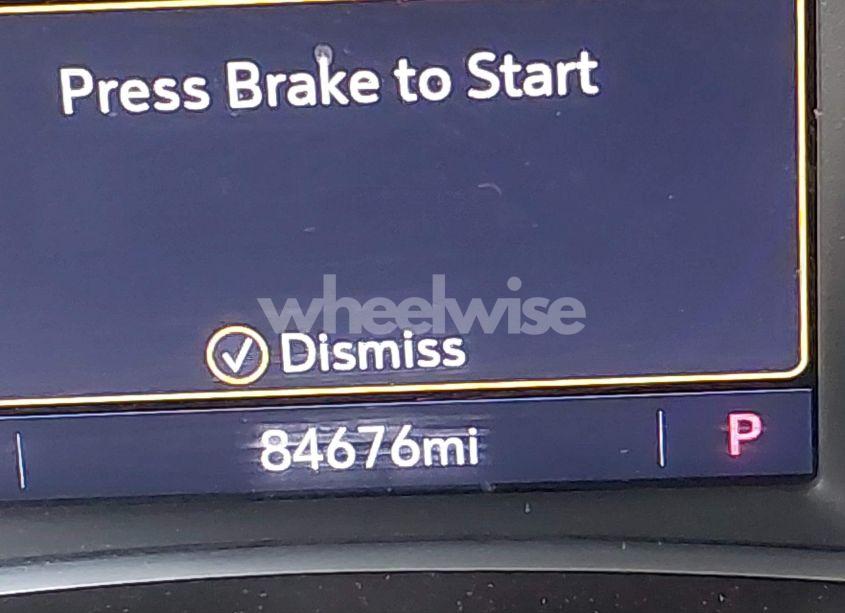 Press Brake to Start
wheelwise
Dismiss
84676mi
P